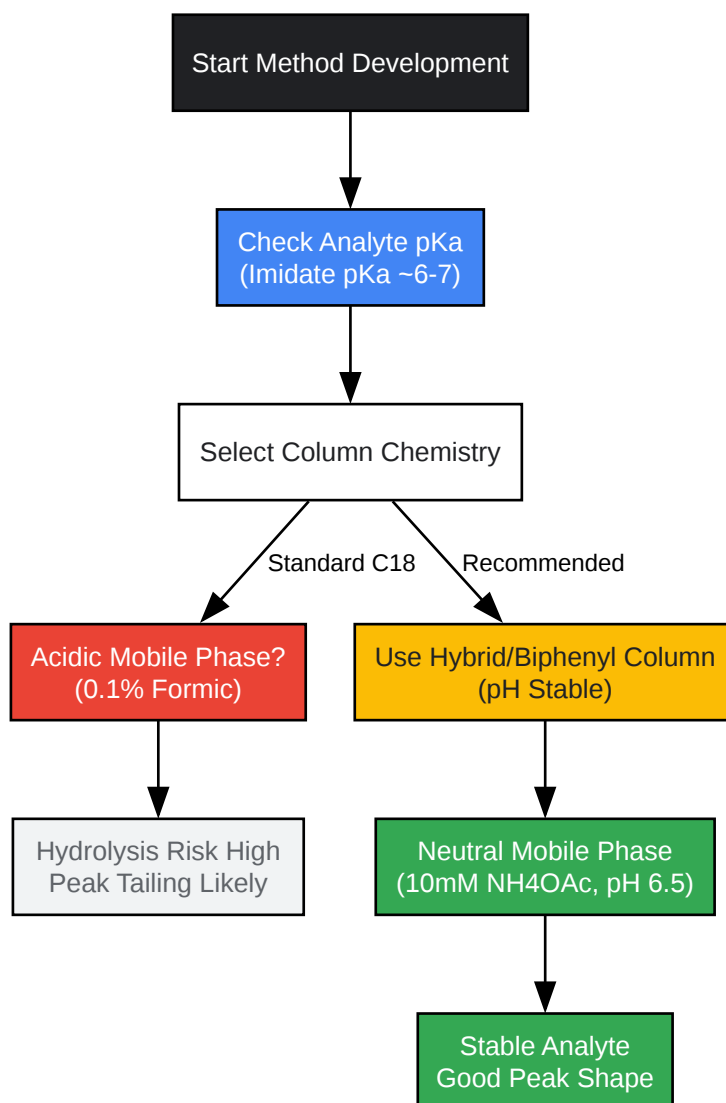 Start Method Development
Check Analyte pKa
(Imidate pKa ~6-7)
Select Column Chemistry
Standard C18
Recommended
Acidic Mobile Phase?
(0.1% Formic)
Use Hybrid/Biphenyl Column
(pH Stable)
Hydrolysis Risk High
Peak Tailing Likely
Neutral Mobile Phase
(10mM NH4OAc, pH 6.5)
Stable Analyte
Good Peak Shape